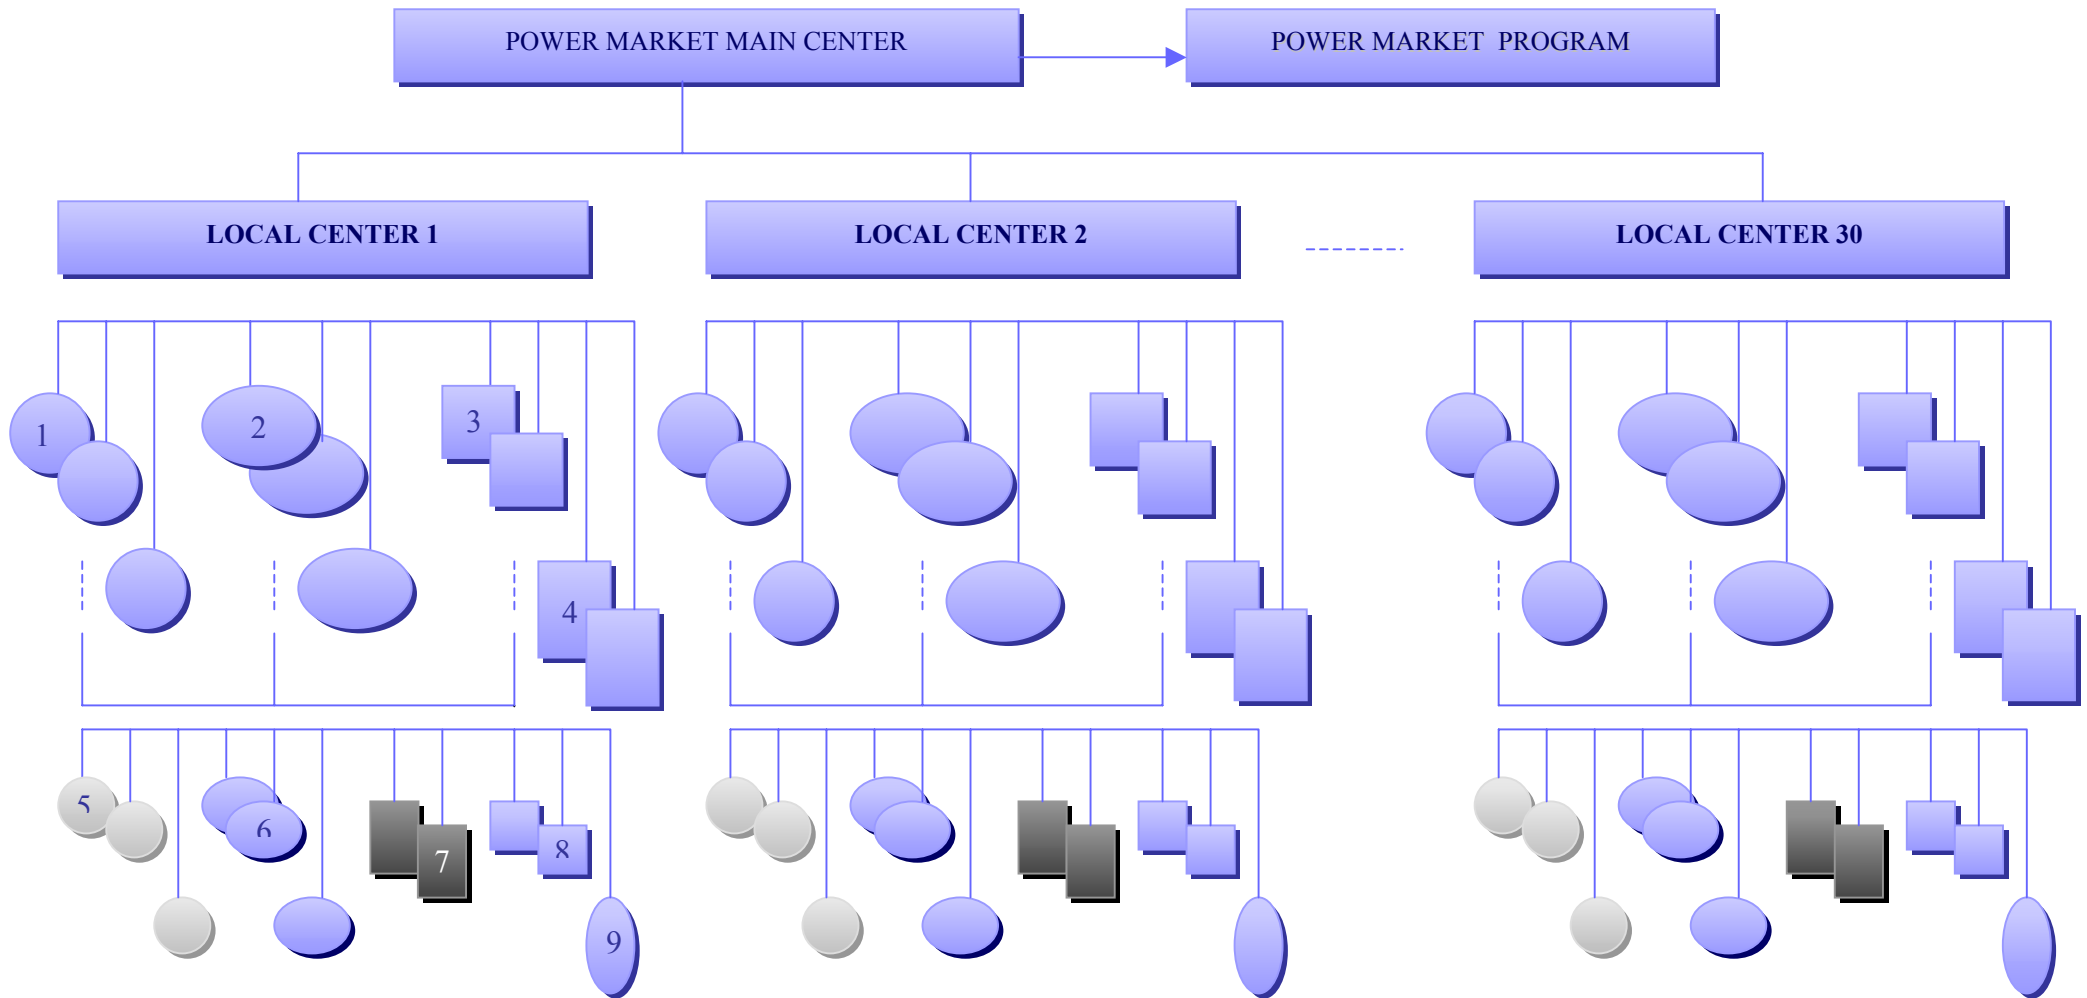 POWER MARKET MAIN CENTER
POWER MARKET PROGRAM
LOCAL CENTER 1
LOCAL CENTER 2
LOCAL CENTER 30
1
2
3
4
5
6
7
8
9